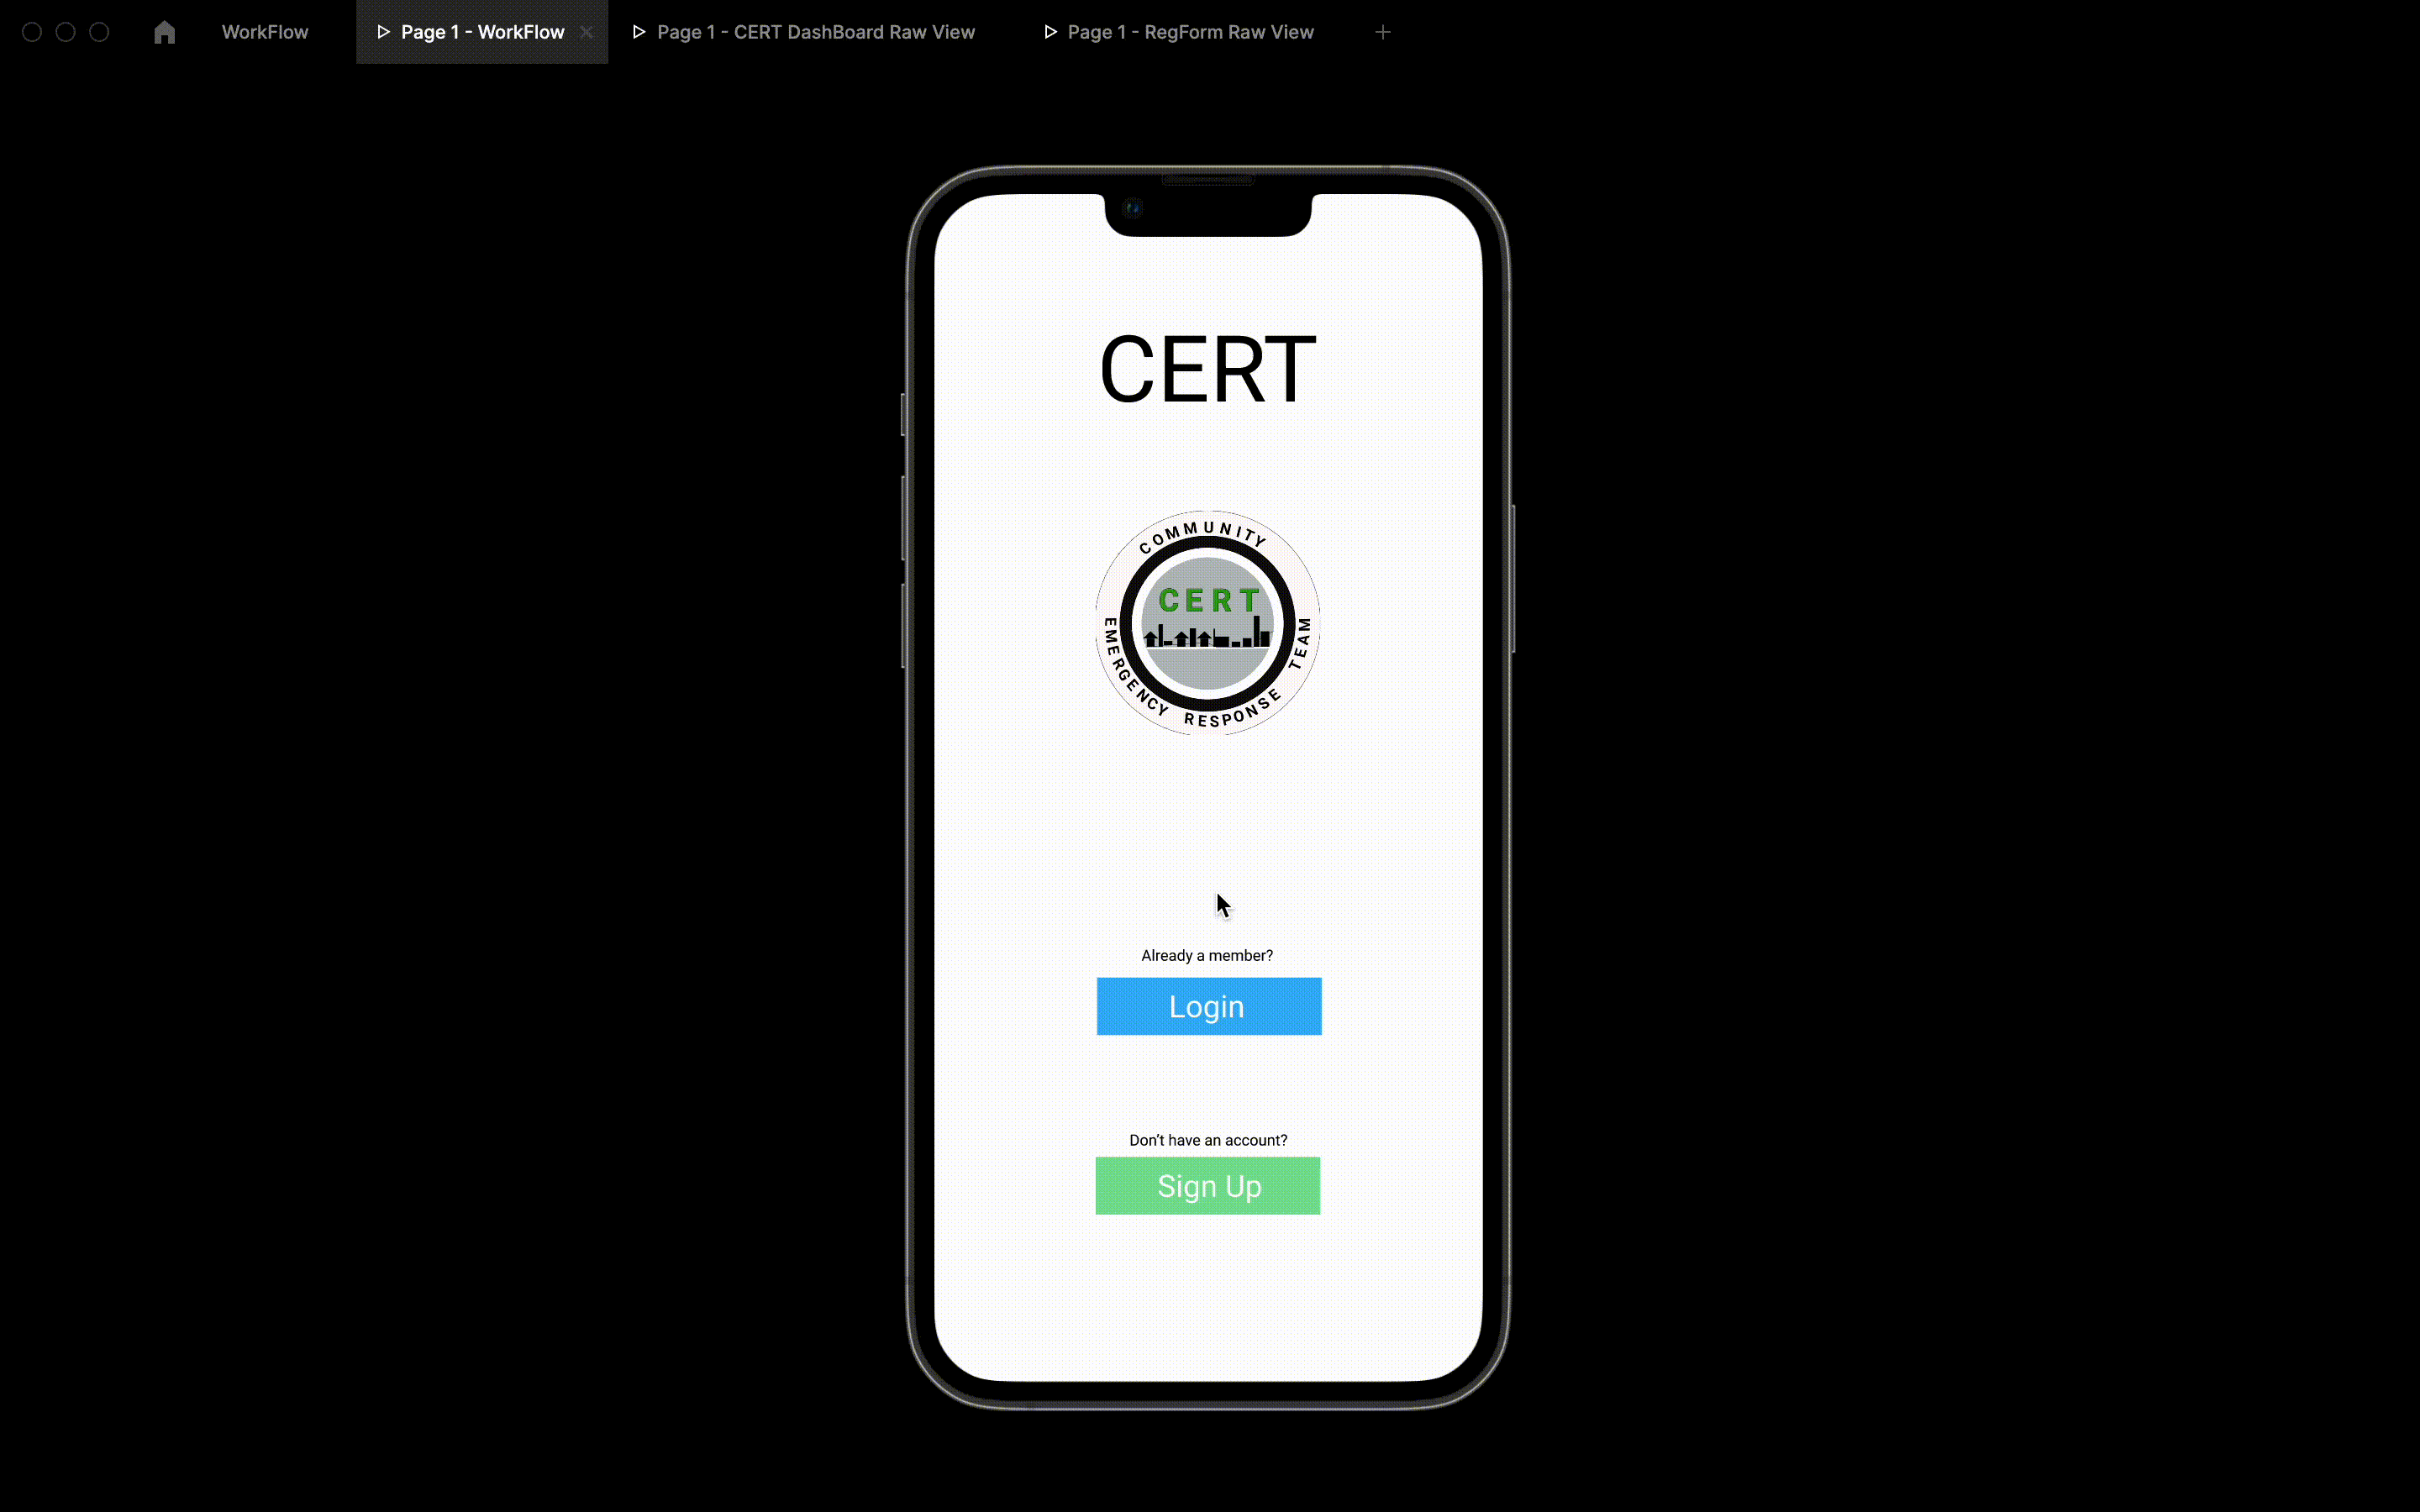 WorkFlow
Page 1 - WorkFlow
Page 1 - CERT DashBoard Raw View
Page 1 - RegForm Raw View
CERT
COMMUNITY
CERT
EMERGENCY RESPONSE TEAM
Already a member?
Login
Don't have an account?
Sign Up